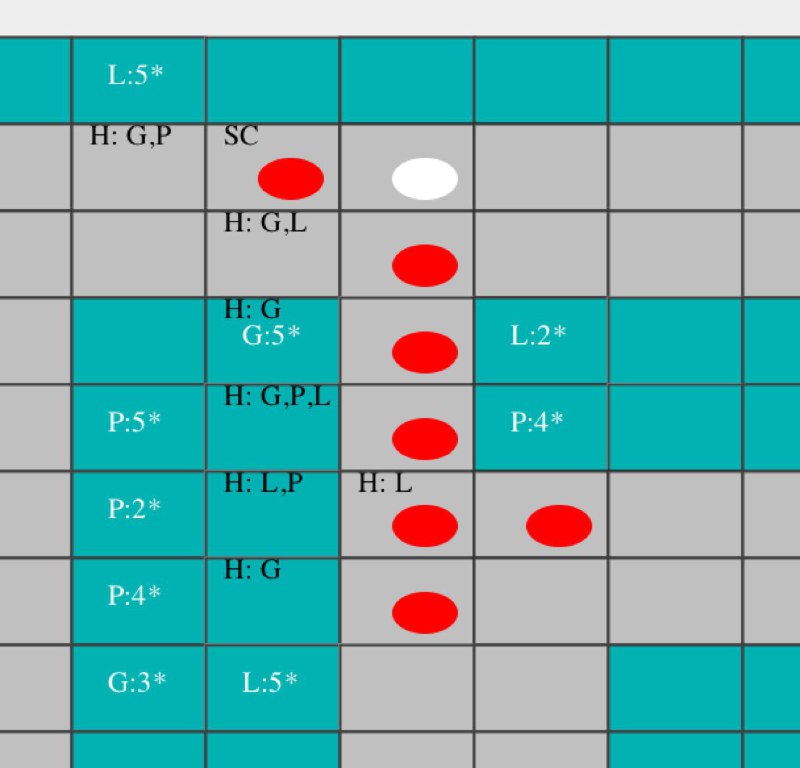 L:5*
H: G,P SC
H: G,L
H: G
G:5* L:2*
H: G,P,L
P:5* P:4*
H: L,P H: L
P:2*
H: G
P:4*
G:3* L:5*